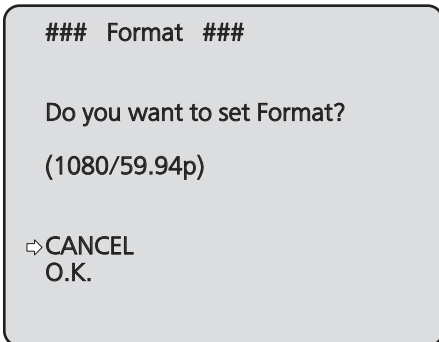 ### Format ###
Do you want to set Format?
(1080/59.94p)
⇨CANCEL
O.K.